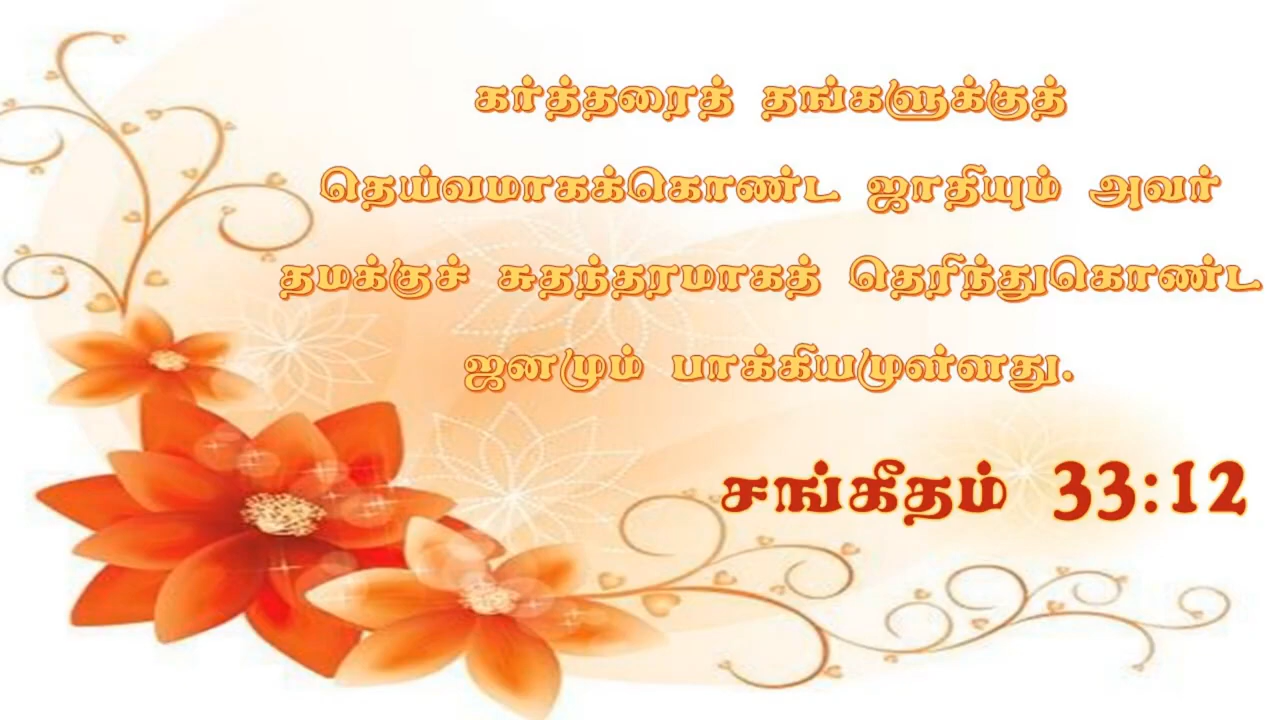 கர்த்தரைத் தங்களுக்குத்
தெய்வமாகக்கொண்ட ஜாதியும் அவர்
தமக்குச் சுதந்தரமாகத் தெரிந்துகொண்ட
ஜனமும் பாக்கியமுள்ளது.
சங்கீதம் 33:12